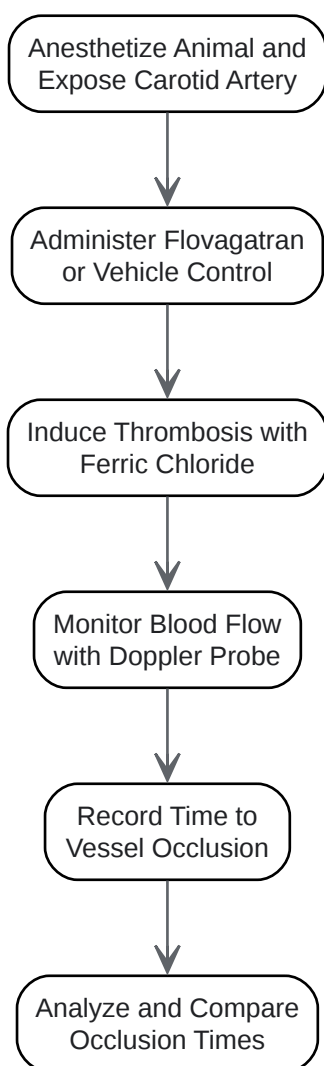 Anesthetize Animal and
Expose Carotid Artery
Administer Flovagatran
or Vehicle Control
Induce Thrombosis with
Ferric Chloride
Monitor Blood Flow
with Doppler Probe
Record Time to
Vessel Occlusion
Analyze and Compare
Occlusion Times